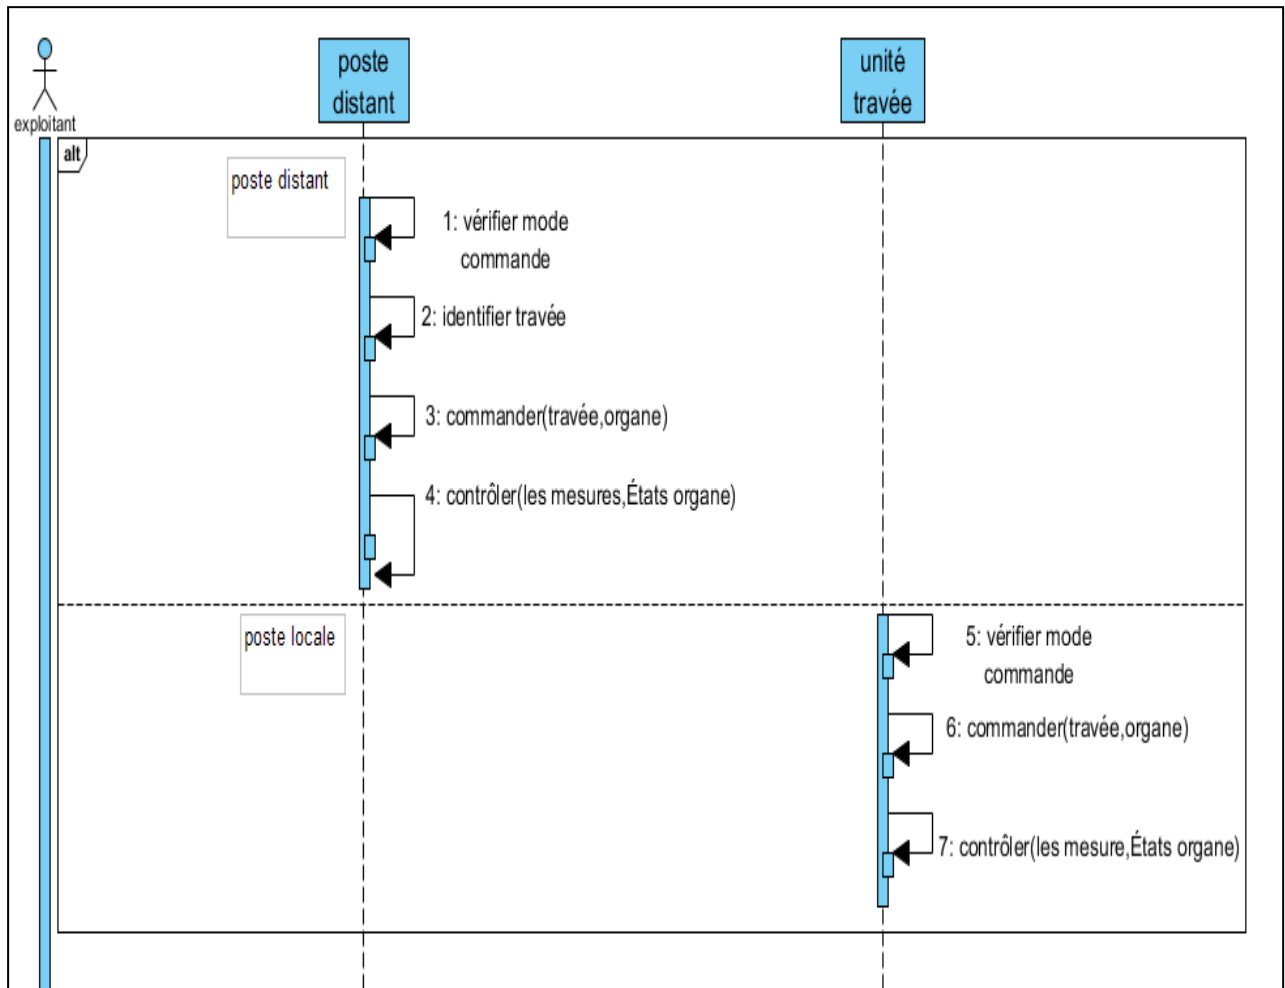 poste
distant
unité
travée
exploitant
alt
poste distant
1: vérifier mode
commande
2: identifier travée
3: commander(travée,organe)
4: contrôler(les mesures,États organe)
poste locale
5: vérifier mode
commande
6: commander(travée,organe)
7: contrôler(les mesure,États organe)